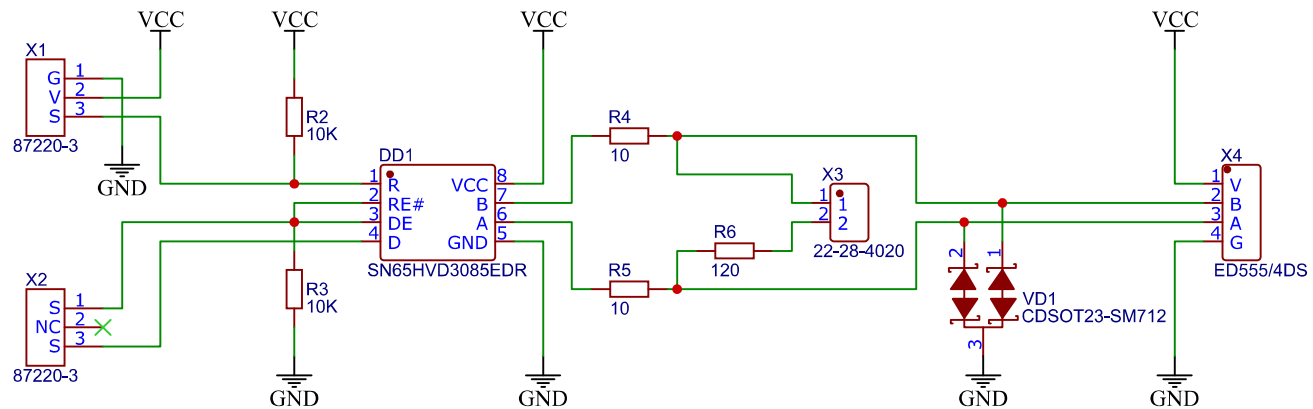 VCC
VCC
VCC
VCC
X1
G 1
V 2
S 3
87220-3
GND
R2
10K
DD1
1 R
2 RE#
3 DE
4 D
VCC 8
B 7
A 6
GND 5
SN65HVD3085EDR
R4
10
X3
1 1
2 2
22-28-4020
R6
120
R5
10
X4
1 V
2 B
3 A
4 G
ED555/4DS
X2
S 1
NC 2
S 3
87220-3
R3
10K
2 1
VD1
CDSOT23-SM712
3
GND
GND
GND
GND